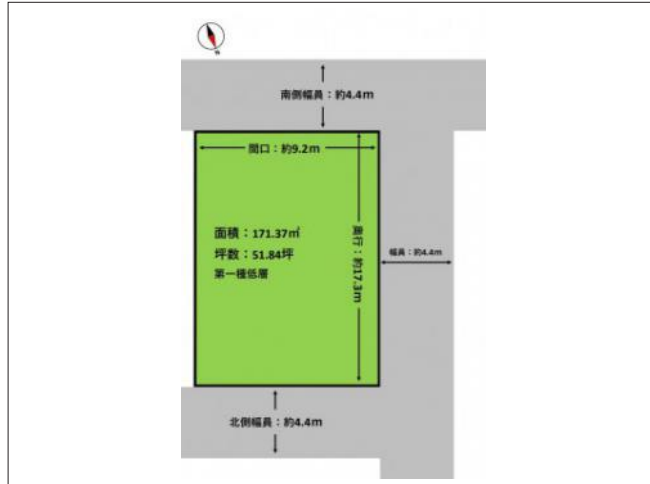 N
南側幅員：約4.4m
間口：約9.2m
面積：171.37㎡
坪数：51.84坪
第一種低層
奥行：約17.3m
幅員：約4.4m
北側幅員：約4.4m